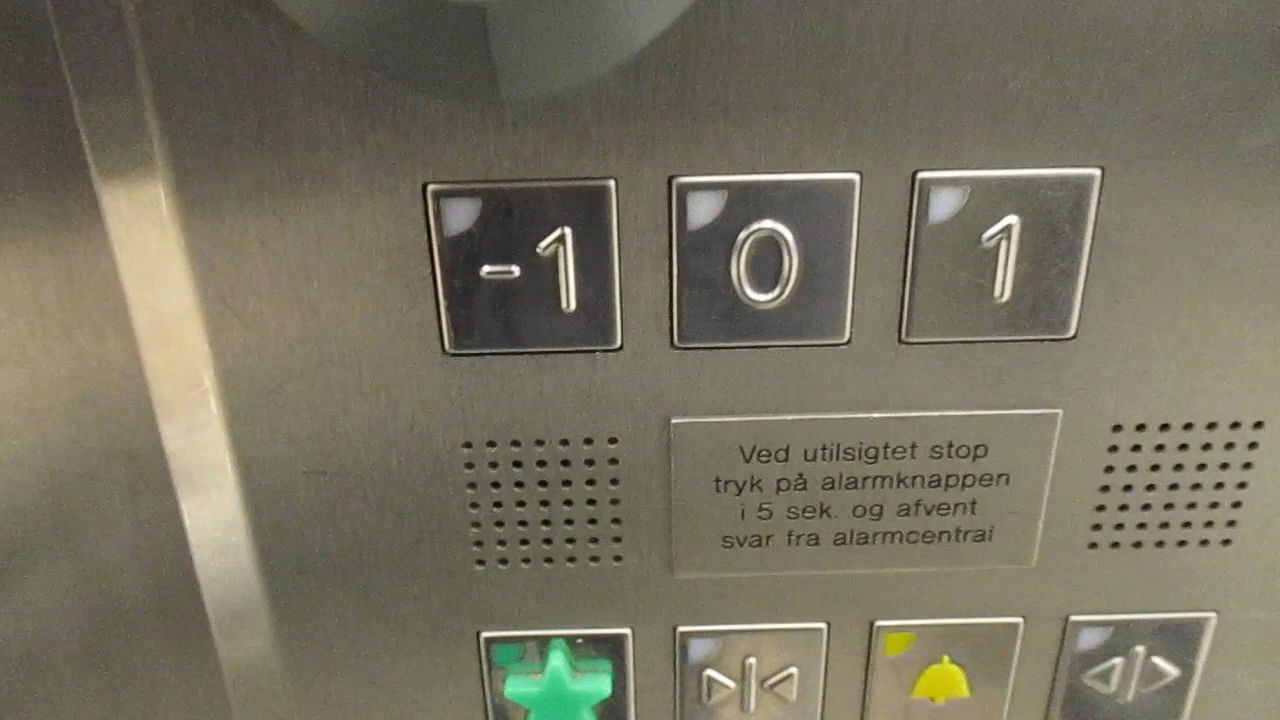 -1 0 1
Ved utilsigtet stop
tryk på alarmknappen
i 5 sek. og afvent
svar fra alarmcentral